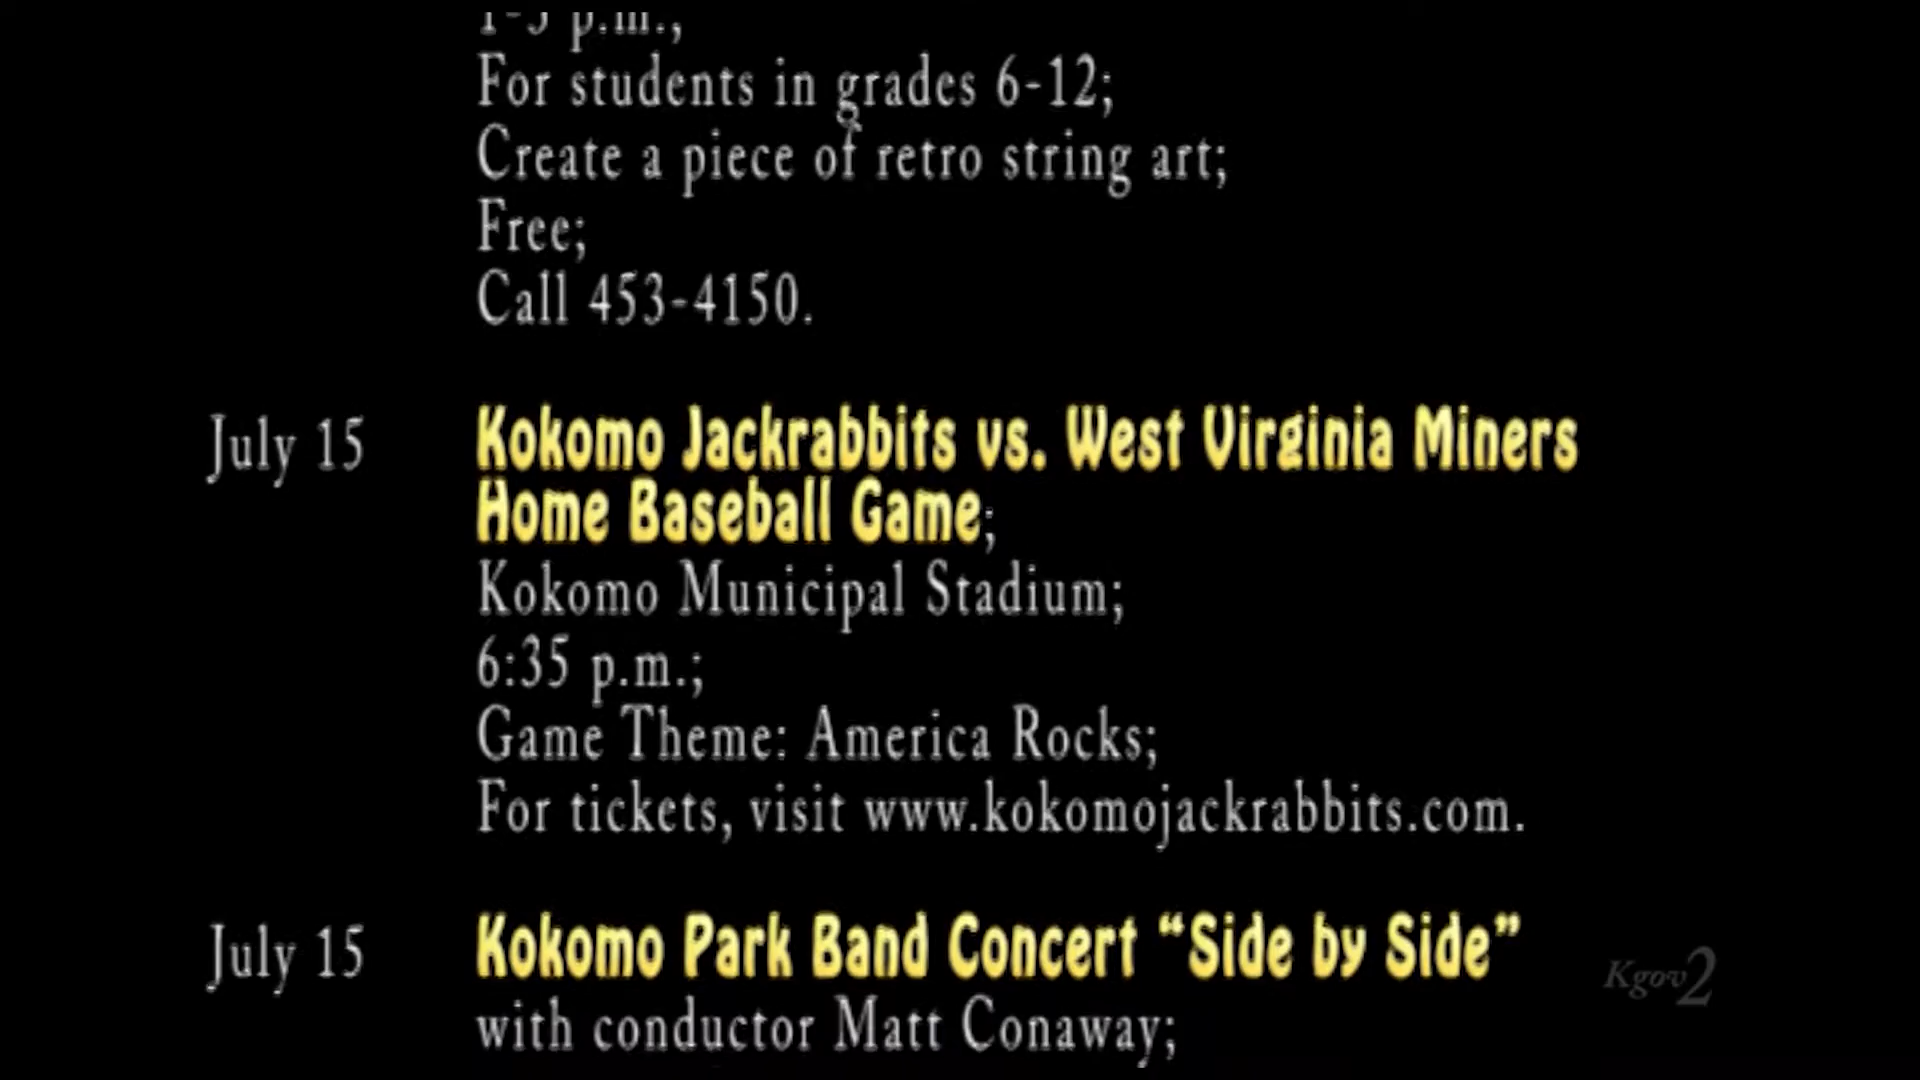 p.m.,
For students in grades 6-12;
Create a piece of retro string art;
Free;
Call 453-4150.
July 15
Kokomo Jackrabbits vs. West Virginia Miners
Home Baseball Game;
Kokomo Municipal Stadium;
6:35 p.m.;
Game Theme: America Rocks;
For tickets, visit www.kokomojackrabbits.com.
July 15
Kokomo Park Band Concert “Side by Side”
with conductor Matt Conaway;
Kgov2